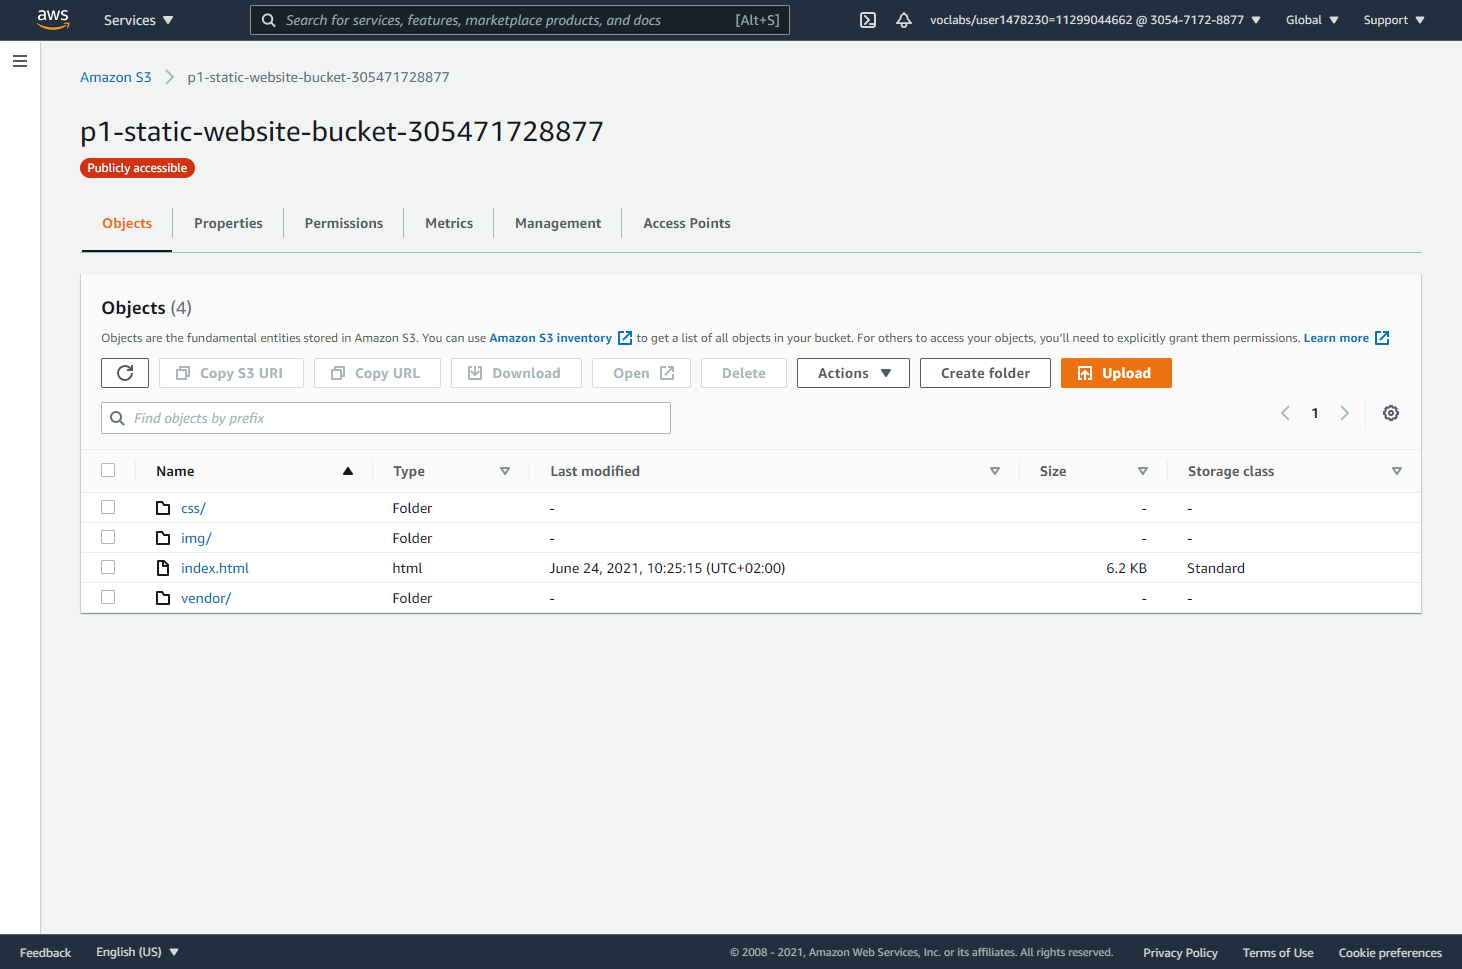 aws Services Search for services, features, marketplace products, and docs [Alt+S] voclabs/user1478230=11299044662 @ 3054-7172-8877 Global Support
Amazon S3 p1-static-website-bucket-305471728877
p1-static-website-bucket-305471728877
Publicly accessible
Objects Properties Permissions Metrics Management Access Points
Objects (4)
Objects are the fundamental entities stored in Amazon S3. You can use Amazon S3 inventory to get a list of all objects in your bucket. For others to access your objects, you'll need to explicitly grant them permissions. Learn more
Copy S3 URI Copy URL Download Open Delete Actions Create folder Upload
Find objects by prefix 1
Name Type Last modified Size Storage class
css/ Folder - - -
img/ Folder - - -
index.html html June 24, 2021, 10:25:15 (UTC+02:00) 6.2 KB Standard
vendor/ Folder - - -
Feedback English (US) © 2008 - 2021, Amazon Web Services, Inc. or its affiliates. All rights reserved. Privacy Policy Terms of Use Cookie preferences